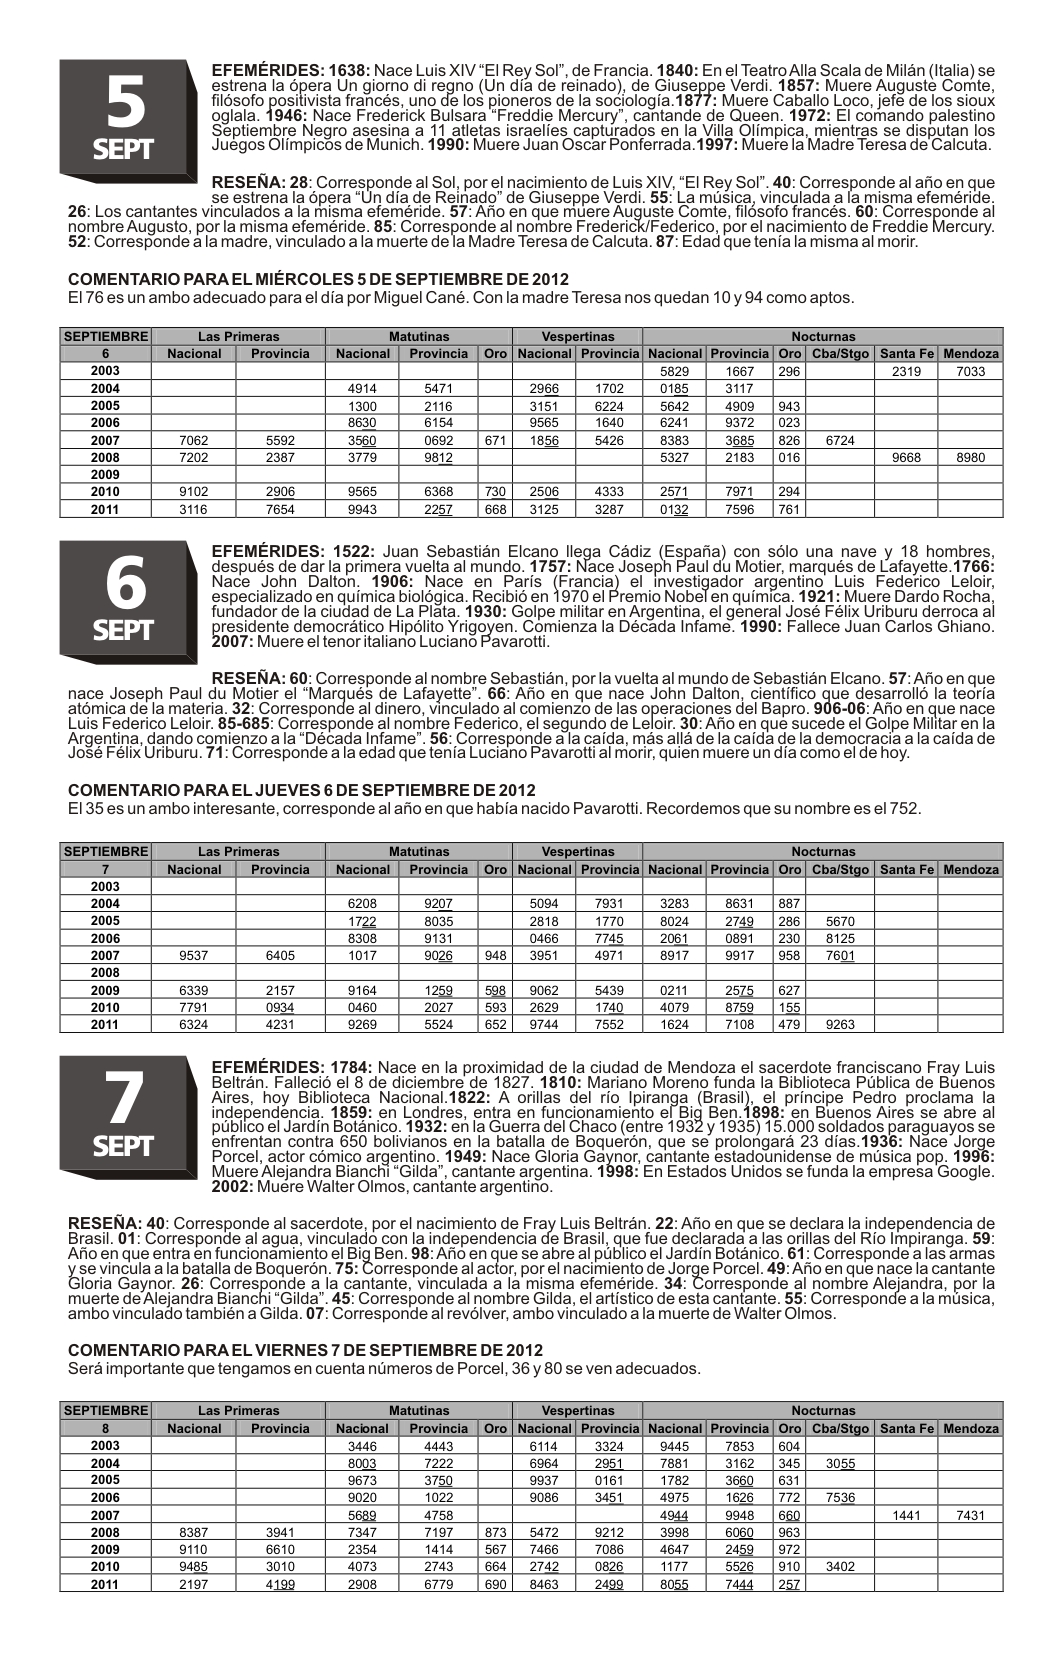 5
SEPT
EFEMÉRIDES: 1638: Nace Luis XIV “El Rey Sol”, de Francia. 1840: En el Teatro Alla Scala de Milán (Italia) se
estrena la ópera Un giorno di regno (Un día de reinado), de Giuseppe Verdi. 1857: Muere Auguste Comte,
filósofo positivista francés, uno de los pioneros de la sociología.1877: Muere Caballo Loco, jefe de los sioux
oglala. 1946: Nace Frederick Bulsara “Freddie Mercury”, cantande de Queen. 1972: El comando palestino
Septiembre Negro asesina a 11 atletas israelíes capturados en la Villa Olímpica, mientras se disputan los
Juegos Olímpicos de Munich. 1990: Muere Juan Oscar Ponferrada.1997: Muere la Madre Teresa de Calcuta.
RESEÑA: 28: Corresponde al Sol, por el nacimiento de Luis XIV, “El Rey Sol”. 40: Corresponde al año en que
se estrena la ópera “Un día de Reinado” de Giuseppe Verdi. 55: La música, vinculada a la misma efeméride.
26: Los cantantes vinculados a la misma efeméride. 57: Año en que muere Auguste Comte, filósofo francés. 60: Corresponde al
nombre Augusto, por la misma efeméride. 85: Corresponde al nombre Frederick/Federico, por el nacimiento de Freddie Mercury.
52: Corresponde a la madre, vinculado a la muerte de la Madre Teresa de Calcuta. 87: Edad que tenía la misma al morir.
COMENTARIO PARA EL MIÉRCOLES 5 DE SEPTIEMBRE DE 2012
El 76 es un ambo adecuado para el día por Miguel Cané. Con la madre Teresa nos quedan 10 y 94 como aptos.
SEPTIEMBRE Las Primeras Matutinas Vespertinas Nocturnas
6 Nacional Provincia Nacional Provincia Oro Nacional Provincia Nacional Provincia Oro Cba/Stgo Santa Fe Mendoza
2003 5829 1667 296 2319 7033
2004 4914 5471 2966 1702 0185 3117
2005 1300 2116 3151 6224 5642 4909 943
2006 8630 6154 9565 1640 6241 9372 023
2007 7062 5592 3560 0692 671 1856 5426 8383 3685 826 6724
2008 7202 2387 3779 9812 5327 2183 016 9668 8980
2009
2010 9102 2906 9565 6368 730 2506 4333 2571 7971 294
2011 3116 7654 9943 2257 668 3125 3287 0132 7596 761
6
SEPT
EFEMÉRIDES: 1522: Juan Sebastián Elcano llega Cádiz (España) con sólo una nave y 18 hombres,
después de dar la primera vuelta al mundo. 1757: Nace Joseph Paul du Motier, marqués de Lafayette.1766:
Nace John Dalton. 1906: Nace en París (Francia) el investigador argentino Luis Federico Leloir,
especializado en química biológica. Recibió en 1970 el Premio Nobel en química. 1921: Muere Dardo Rocha,
fundador de la ciudad de La Plata. 1930: Golpe militar en Argentina, el general José Félix Uriburu derroca al
presidente democrático Hipólito Yrigoyen. Comienza la Década Infame. 1990: Fallece Juan Carlos Ghiano.
2007: Muere el tenor italiano Luciano Pavarotti.
RESEÑA: 60: Corresponde al nombre Sebastián, por la vuelta al mundo de Sebastián Elcano. 57: Año en que
nace Joseph Paul du Motier el “Marqués de Lafayette”. 66: Año en que nace John Dalton, científico que desarrolló la teoría
atómica de la materia. 32: Corresponde al dinero, vinculado al comienzo de las operaciones del Bapro. 906-06: Año en que nace
Luis Federico Leloir. 85-685: Corresponde al nombre Federico, el segundo de Leloir. 30: Año en que sucede el Golpe Militar en la
Argentina, dando comienzo a la “Década Infame”. 56: Corresponde a la caída, más allá de la caída de la democracia a la caída de
José Félix Uriburu. 71: Corresponde a la edad que tenía Luciano Pavarotti al morir, quien muere un día como el de hoy.
COMENTARIO PARA EL JUEVES 6 DE SEPTIEMBRE DE 2012
El 35 es un ambo interesante, corresponde al año en que había nacido Pavarotti. Recordemos que su nombre es el 752.
SEPTIEMBRE Las Primeras Matutinas Vespertinas Nocturnas
7 Nacional Provincia Nacional Provincia Oro Nacional Provincia Nacional Provincia Oro Cba/Stgo Santa Fe Mendoza
2003
2004 6208 9207 5094 7931 3283 8631 887
2005 1722 8035 2818 1770 8024 2749 286 5670
2006 8308 9131 0466 7745 2061 0891 230 8125
2007 9537 6405 1017 9026 948 3951 4971 8917 9917 958 7601
2008
2009 6339 2157 9164 1259 598 9062 5439 0211 2575 627
2010 7791 0934 0460 2027 593 2629 1740 4079 8759 155
2011 6324 4231 9269 5524 652 9744 7552 1624 7108 479 9263
7
SEPT
EFEMÉRIDES: 1784: Nace en la proximidad de la ciudad de Mendoza el sacerdote franciscano Fray Luis
Beltrán. Falleció el 8 de diciembre de 1827. 1810: Mariano Moreno funda la Biblioteca Pública de Buenos
Aires, hoy Biblioteca Nacional.1822: A orillas del río Ipiranga (Brasil), el príncipe Pedro proclama la
independencia. 1859: en Londres, entra en funcionamiento el Big Ben.1898: en Buenos Aires se abre al
público el Jardín Botánico. 1932: en la Guerra del Chaco (entre 1932 y 1935) 15.000 soldados paraguayos se
enfrentan contra 650 bolivianos en la batalla de Boquerón, que se prolongará 23 días.1936: Nace Jorge
Porcel, actor cómico argentino. 1949: Nace Gloria Gaynor, cantante estadounidense de música pop. 1996:
Muere Alejandra Bianchi “Gilda”, cantante argentina. 1998: En Estados Unidos se funda la empresa Google.
2002: Muere Walter Olmos, cantante argentino.
RESEÑA: 40: Corresponde al sacerdote, por el nacimiento de Fray Luis Beltrán. 22: Año en que se declara la independencia de
Brasil. 01: Corresponde al agua, vinculado con la independencia de Brasil, que fue declarada a las orillas del Río Impiranga. 59:
Año en que entra en funcionamiento el Big Ben. 98: Año en que se abre al público el Jardín Botánico. 61: Corresponde a las armas
y se vincula a la batalla de Boquerón. 75: Corresponde al actor, por el nacimiento de Jorge Porcel. 49: Año en que nace la cantante
Gloria Gaynor. 26: Corresponde a la cantante, vinculada a la misma efeméride. 34: Corresponde al nombre Alejandra, por la
muerte de Alejandra Bianchi “Gilda”. 45: Corresponde al nombre Gilda, el artístico de esta cantante. 55: Corresponde a la música,
ambo vinculado también a Gilda. 07: Corresponde al revólver, ambo vinculado a la muerte de Walter Olmos.
COMENTARIO PARA EL VIERNES 7 DE SEPTIEMBRE DE 2012
Será importante que tengamos en cuenta números de Porcel, 36 y 80 se ven adecuados.
SEPTIEMBRE Las Primeras Matutinas Vespertinas Nocturnas
8 Nacional Provincia Nacional Provincia Oro Nacional Provincia Nacional Provincia Oro Cba/Stgo Santa Fe Mendoza
2003 3446 4443 6114 3324 9445 7853 604
2004 8003 7222 6964 2951 7881 3162 345 3055
2005 9673 3750 9937 0161 1782 3660 631
2006 9020 1022 9086 3451 4975 1626 772 7536
2007 5689 4758 4944 9948 660 1441 7431
2008 8387 3941 7347 7197 873 5472 9212 3998 6060 963
2009 9110 6610 2354 1414 567 7466 7086 4647 2459 972
2010 9485 3010 4073 2743 664 2742 0826 1177 5526 910 3402
2011 2197 4199 2908 6779 690 8463 2499 8055 7444 257